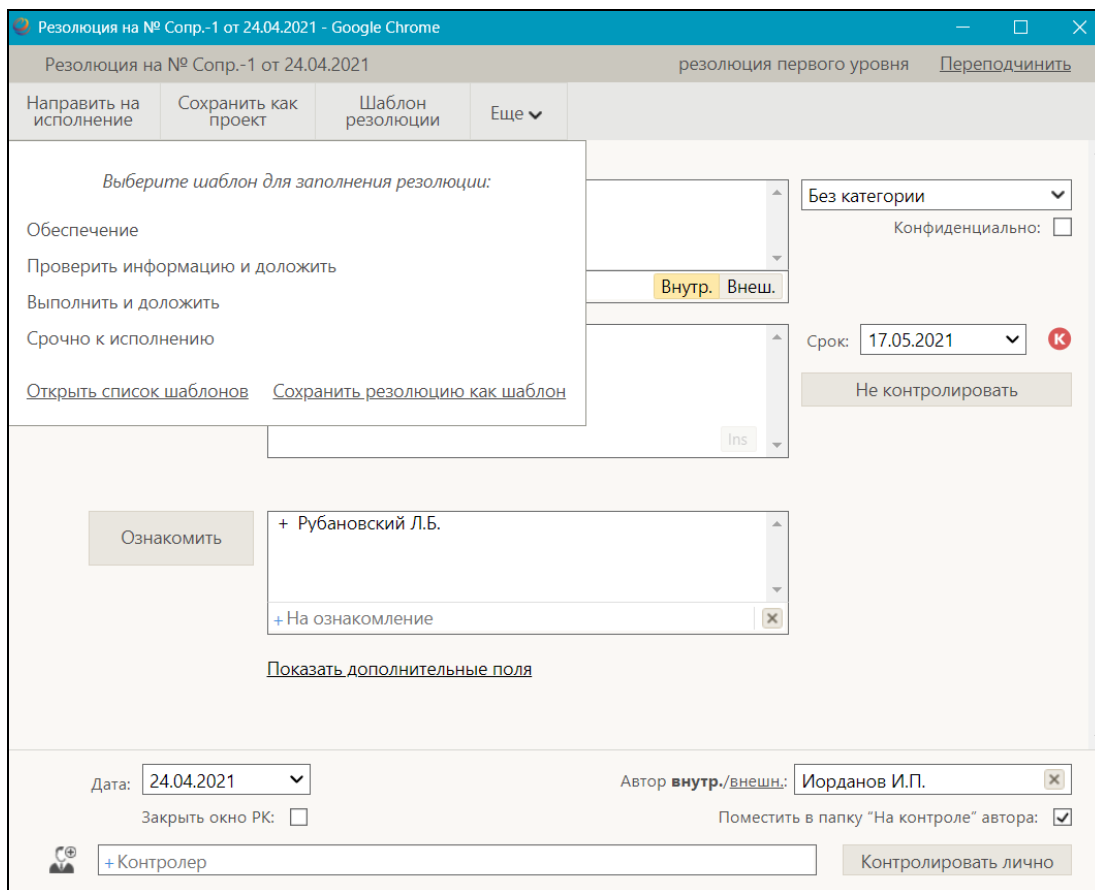 Резолюция на № Сопр.-1 от 24.04.2021 - Google Chrome
Резолюция на № Сопр.-1 от 24.04.2021 резолюция первого уровня Переподчинить
Направить на исполнение Сохранить как проект Шаблон резолюции Еще
Выберите шаблон для заполнения резолюции:
Без категории
Обеспечение
Конфиденциально:
Проверить информацию и доложить
Внутр. Внеш.
Выполнить и доложить
Срочно к исполнению
Срок: 17.05.2021 К
Открыть список шаблонов Сохранить резолюцию как шаблон
Не контролировать
Ins
+ Рубановский Л.Б.
Ознакомить
+ На ознакомление
Показать дополнительные поля
Дата: 24.04.2021 Автор внутр./внешн.: Иорданов И.П.
Закрыть окно РК: Поместить в папку "На контроле" автора:
+ Контролер Контролировать лично